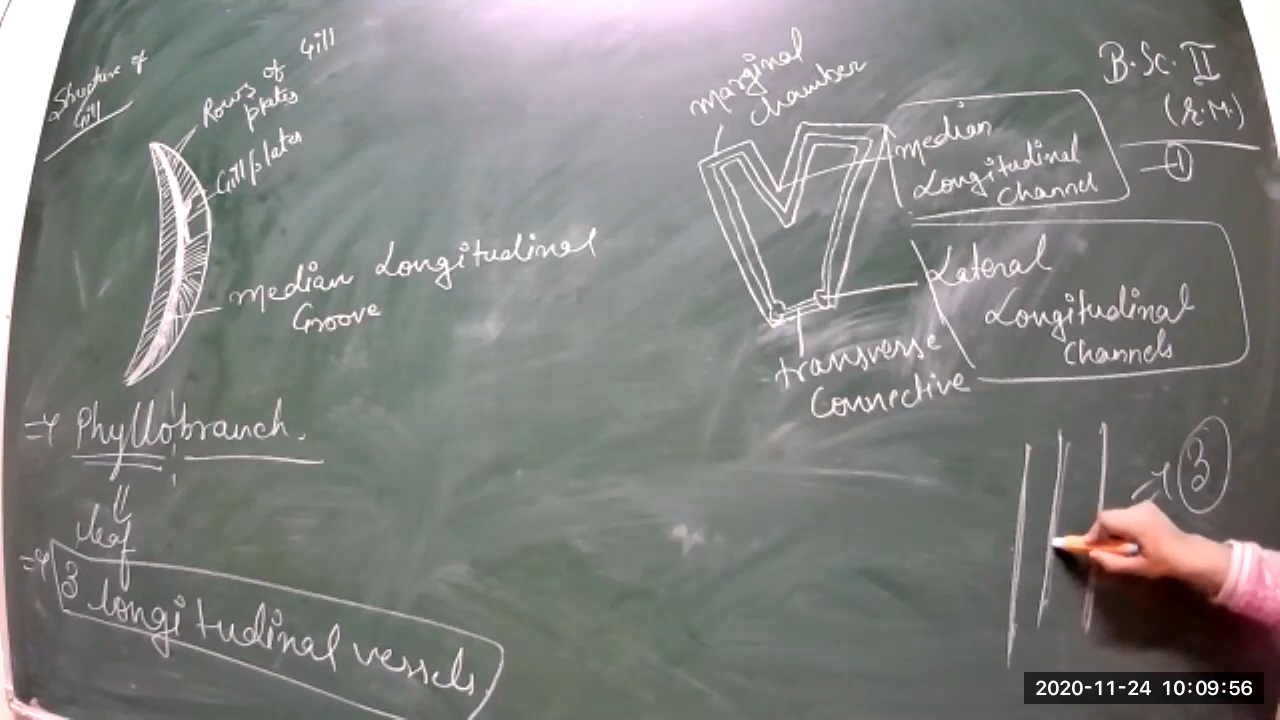 Structure of
Gill
Rows of Gill
plates
Gill plates
Median Longitudinal
Groove
Phyllobranch.
leaf
3 longitudinal vessels
marginal
chamber
median
Longitudinal
Channel
Lateral
Longitudinal
Channels
transverse
Connective
B.Sc. II
1
3
2020-11-24 10:09:56